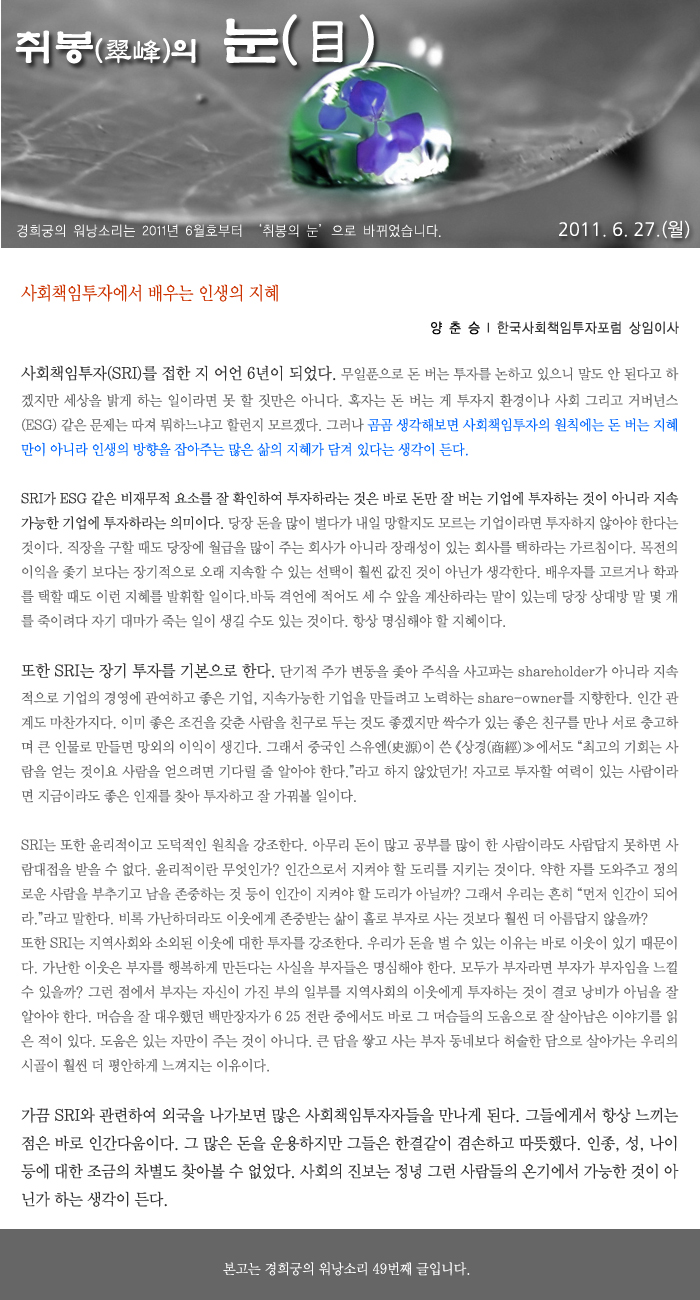 취봉(翠峰)의 눈(目)
경희궁의 워낭소리는 2011년 6월호부터 ‘취봉의 눈’으로 바뀌었습니다.
2011. 6. 27.(월)
사회책임투자에서 배우는 인생의 지혜
양 춘 승 | 한국사회책임투자포럼 상임이사
사회책임투자(SRI)를 접한 지 어언 6년이 되었다. 무일푼으로 돈 버는 투자를 논하고 있으니 말도 안 된다고 하
겠지만 세상을 밝게 하는 일이라면 못 할 짓만은 아니다. 혹자는 돈 버는 게 투자지 환경이나 사회 그리고 거버넌스
(ESG) 같은 문제는 따져 뭐하느냐고 할런지 모르겠다. 그러나 곰곰 생각해보면 사회책임투자의 원칙에는 돈 버는 지혜
만이 아니라 인생의 방향을 잡아주는 많은 삶의 지혜가 담겨 있다는 생각이 든다.
SRI가 ESG 같은 비재무적 요소를 잘 확인하여 투자하라는 것은 바로 돈만 잘 버는 기업에 투자하는 것이 아니라 지속
가능한 기업에 투자하라는 의미이다. 당장 돈을 많이 벌다가 내일 망할지도 모르는 기업이라면 투자하지 않아야 한다는
것이다. 직장을 구할 때도 당장에 월급을 많이 주는 회사가 아니라 장래성이 있는 회사를 택하라는 가르침이다. 목전의
이익을 좇기 보다는 장기적으로 오래 지속할 수 있는 선택이 훨씬 값진 것이 아닌가 생각한다. 배우자를 고르거나 학과
를 택할 때도 이런 지혜를 발휘할 일이다.바둑 격언에 적어도 세 수 앞을 계산하라는 말이 있는데 당장 상대방 말 몇 개
를 죽이려다 자기 대마가 죽는 일이 생길 수도 있는 것이다. 항상 명심해야 할 지혜이다.
또한 SRI는 장기 투자를 기본으로 한다. 단기적 주가 변동을 좇아 주식을 사고파는 shareholder가 아니라 지속
적으로 기업의 경영에 관여하고 좋은 기업, 지속가능한 기업을 만들려고 노력하는 share-owner를 지향한다. 인간 관
계도 마찬가지다. 이미 좋은 조건을 갖춘 사람을 친구로 두는 것도 좋겠지만 싹수가 있는 좋은 친구를 만나 서로 충고하
며 큰 인물로 만들면 망외의 이익이 생긴다. 그래서 중국인 스유엔(史源)이 쓴 《상경(商經)≫에서도 “최고의 기회는 사
람을 얻는 것이요 사람을 얻으려면 기다릴 줄 알아야 한다.”라고 하지 않았던가! 자고로 투자할 여력이 있는 사람이라
면 지금이라도 좋은 인재를 찾아 투자하고 잘 가꿔볼 일이다.
SRI는 또한 윤리적이고 도덕적인 원칙을 강조한다. 아무리 돈이 많고 공부를 많이 한 사람이라도 사람답지 못하면 사
람대접을 받을 수 없다. 윤리적이란 무엇인가? 인간으로서 지켜야 할 도리를 지키는 것이다. 약한 자를 도와주고 정의
로운 사람을 부추기고 남을 존중하는 것 등이 인간이 지켜야 할 도리가 아닐까? 그래서 우리는 흔히 “먼저 인간이 되어
라.”라고 말한다. 비록 가난하더라도 이웃에게 존중받는 삶이 홀로 부자로 사는 것보다 훨씬 더 아름답지 않을까?
또한 SRI는 지역사회와 소외된 이웃에 대한 투자를 강조한다. 우리가 돈을 벌 수 있는 이유는 바로 이웃이 있기 때문이
다. 가난한 이웃은 부자를 행복하게 만든다는 사실을 부자들은 명심해야 한다. 모두가 부자라면 부자가 부자임을 느낄
수 있을까? 그런 점에서 부자는 자신이 가진 부의 일부를 지역사회의 이웃에게 투자하는 것이 결코 낭비가 아님을 잘
알아야 한다. 머슴을 잘 대우했던 백만장자가 6 25 전란 중에서도 바로 그 머슴들의 도움으로 잘 살아남은 이야기를 읽
은 적이 있다. 도움은 있는 자만이 주는 것이 아니다. 큰 담을 쌓고 사는 부자 동네보다 허술한 담으로 살아가는 우리의
시골이 훨씬 더 평안하게 느껴지는 이유이다.
가끔 SRI와 관련하여 외국을 나가보면 많은 사회책임투자자들을 만나게 된다. 그들에게서 항상 느끼는
점은 바로 인간다움이다. 그 많은 돈을 운용하지만 그들은 한결같이 겸손하고 따뜻했다. 인종, 성, 나이
등에 대한 조금의 차별도 찾아볼 수 없었다. 사회의 진보는 정녕 그런 사람들의 온기에서 가능한 것이 아
닌가 하는 생각이 든다.
본고는 경희궁의 워낭소리 49번째 글입니다.